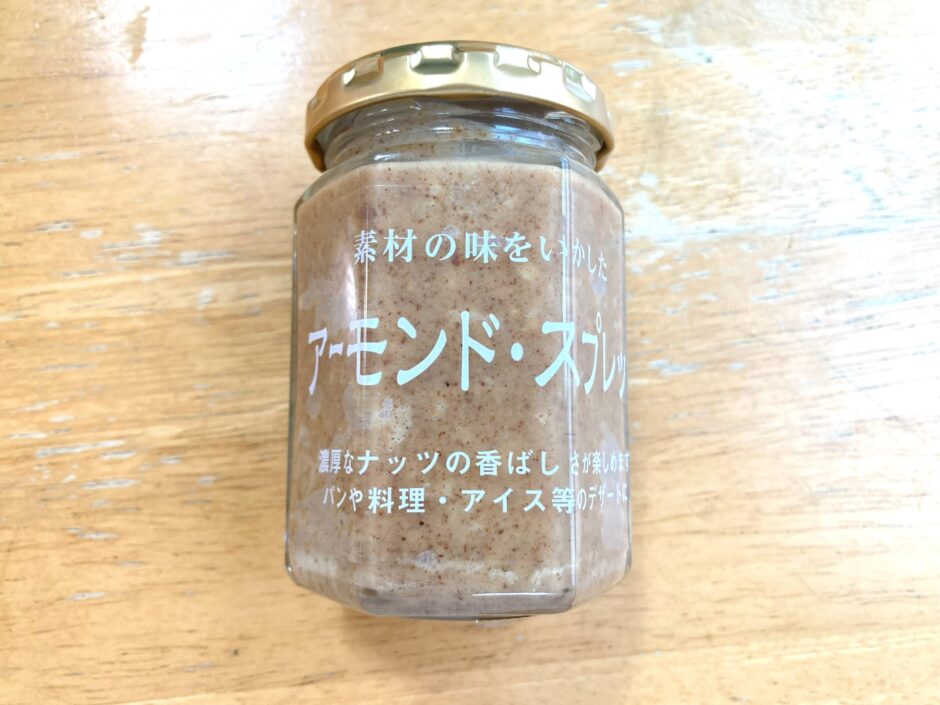 素材の味をいかした
アーモンド・スプレッ
濃厚なナッツの香ばしさが楽しめます
パンや料理・アイス等のデザートに